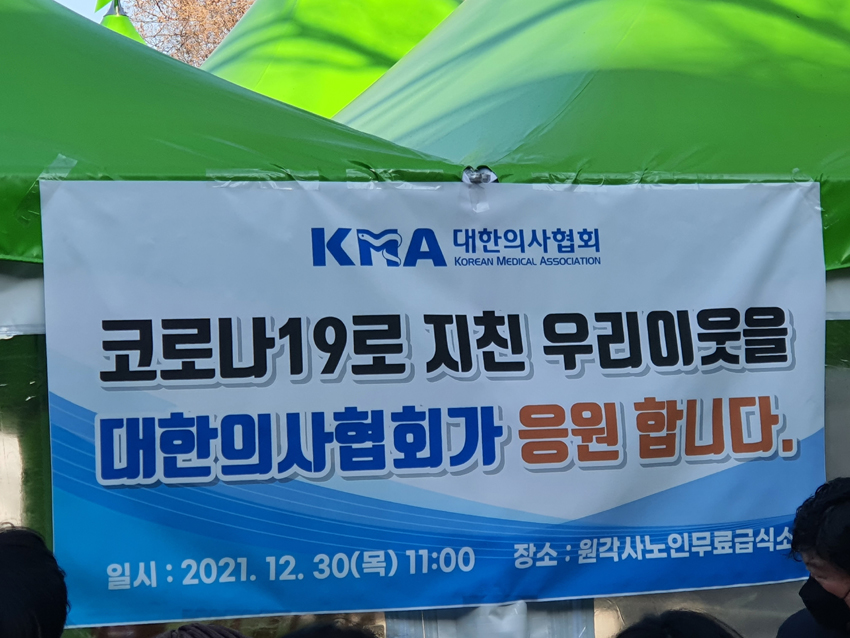 KMA 대한의사협회
KOREAN MEDICAL ASSOCIATION
코로나19로 지친 우리이웃을
대한의사협회가 응원 합니다.
일시 : 2021. 12. 30(목) 11:00 장소 : 원각사노인무료급식소